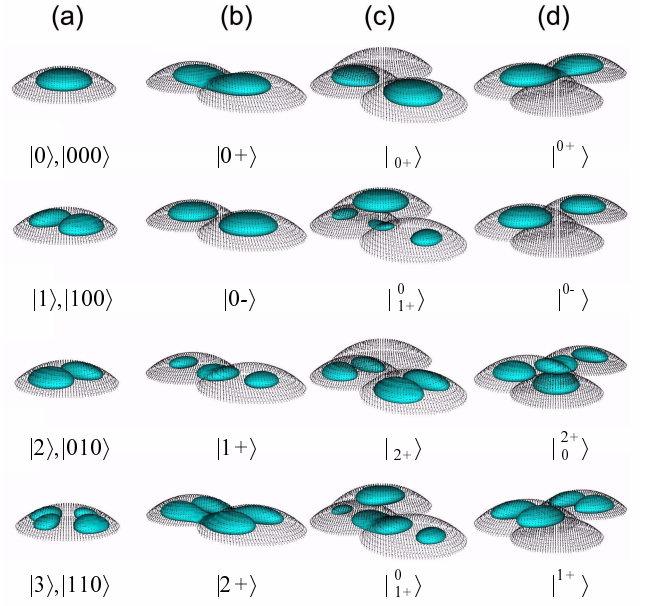 (a) (b) (c) (d)
|0⟩,|000⟩ |0+⟩ | 0+⟩ |0+ ⟩
|1⟩,|100⟩ |0-⟩ |0 1+⟩ |0- ⟩
|2⟩,|010⟩ |1+⟩ | 2+⟩ |2+ 0 ⟩
|3⟩,|110⟩ |2+⟩ |0 1+⟩ |1+ ⟩